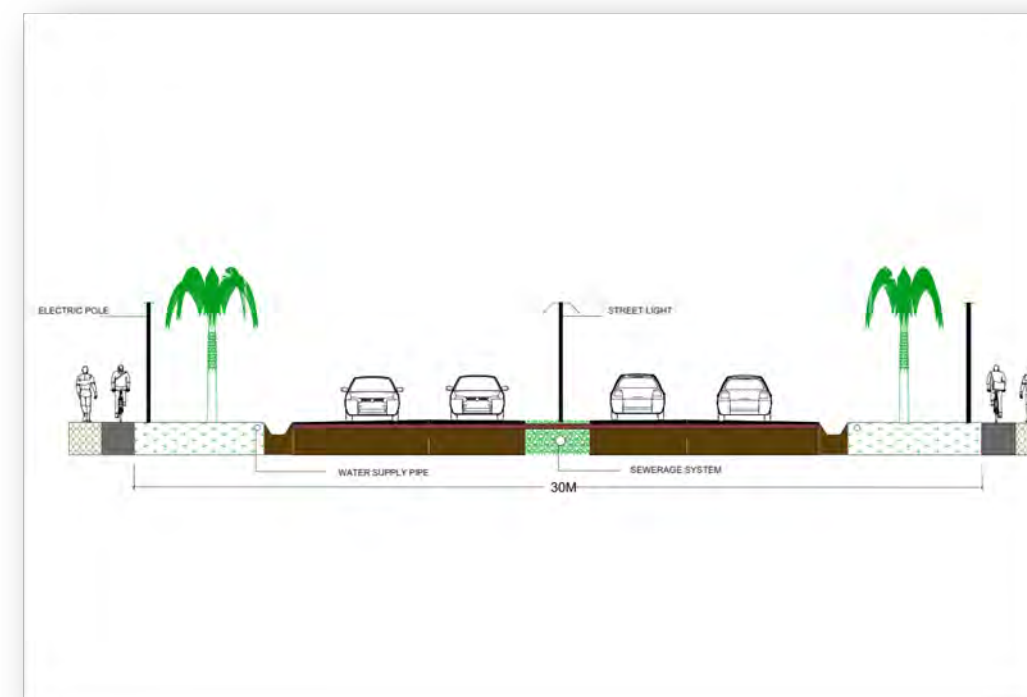 ELECTRIC POLE
STREET LIGHT
WATER SUPPLY PIPE
SEWERAGE SYSTEM
30M